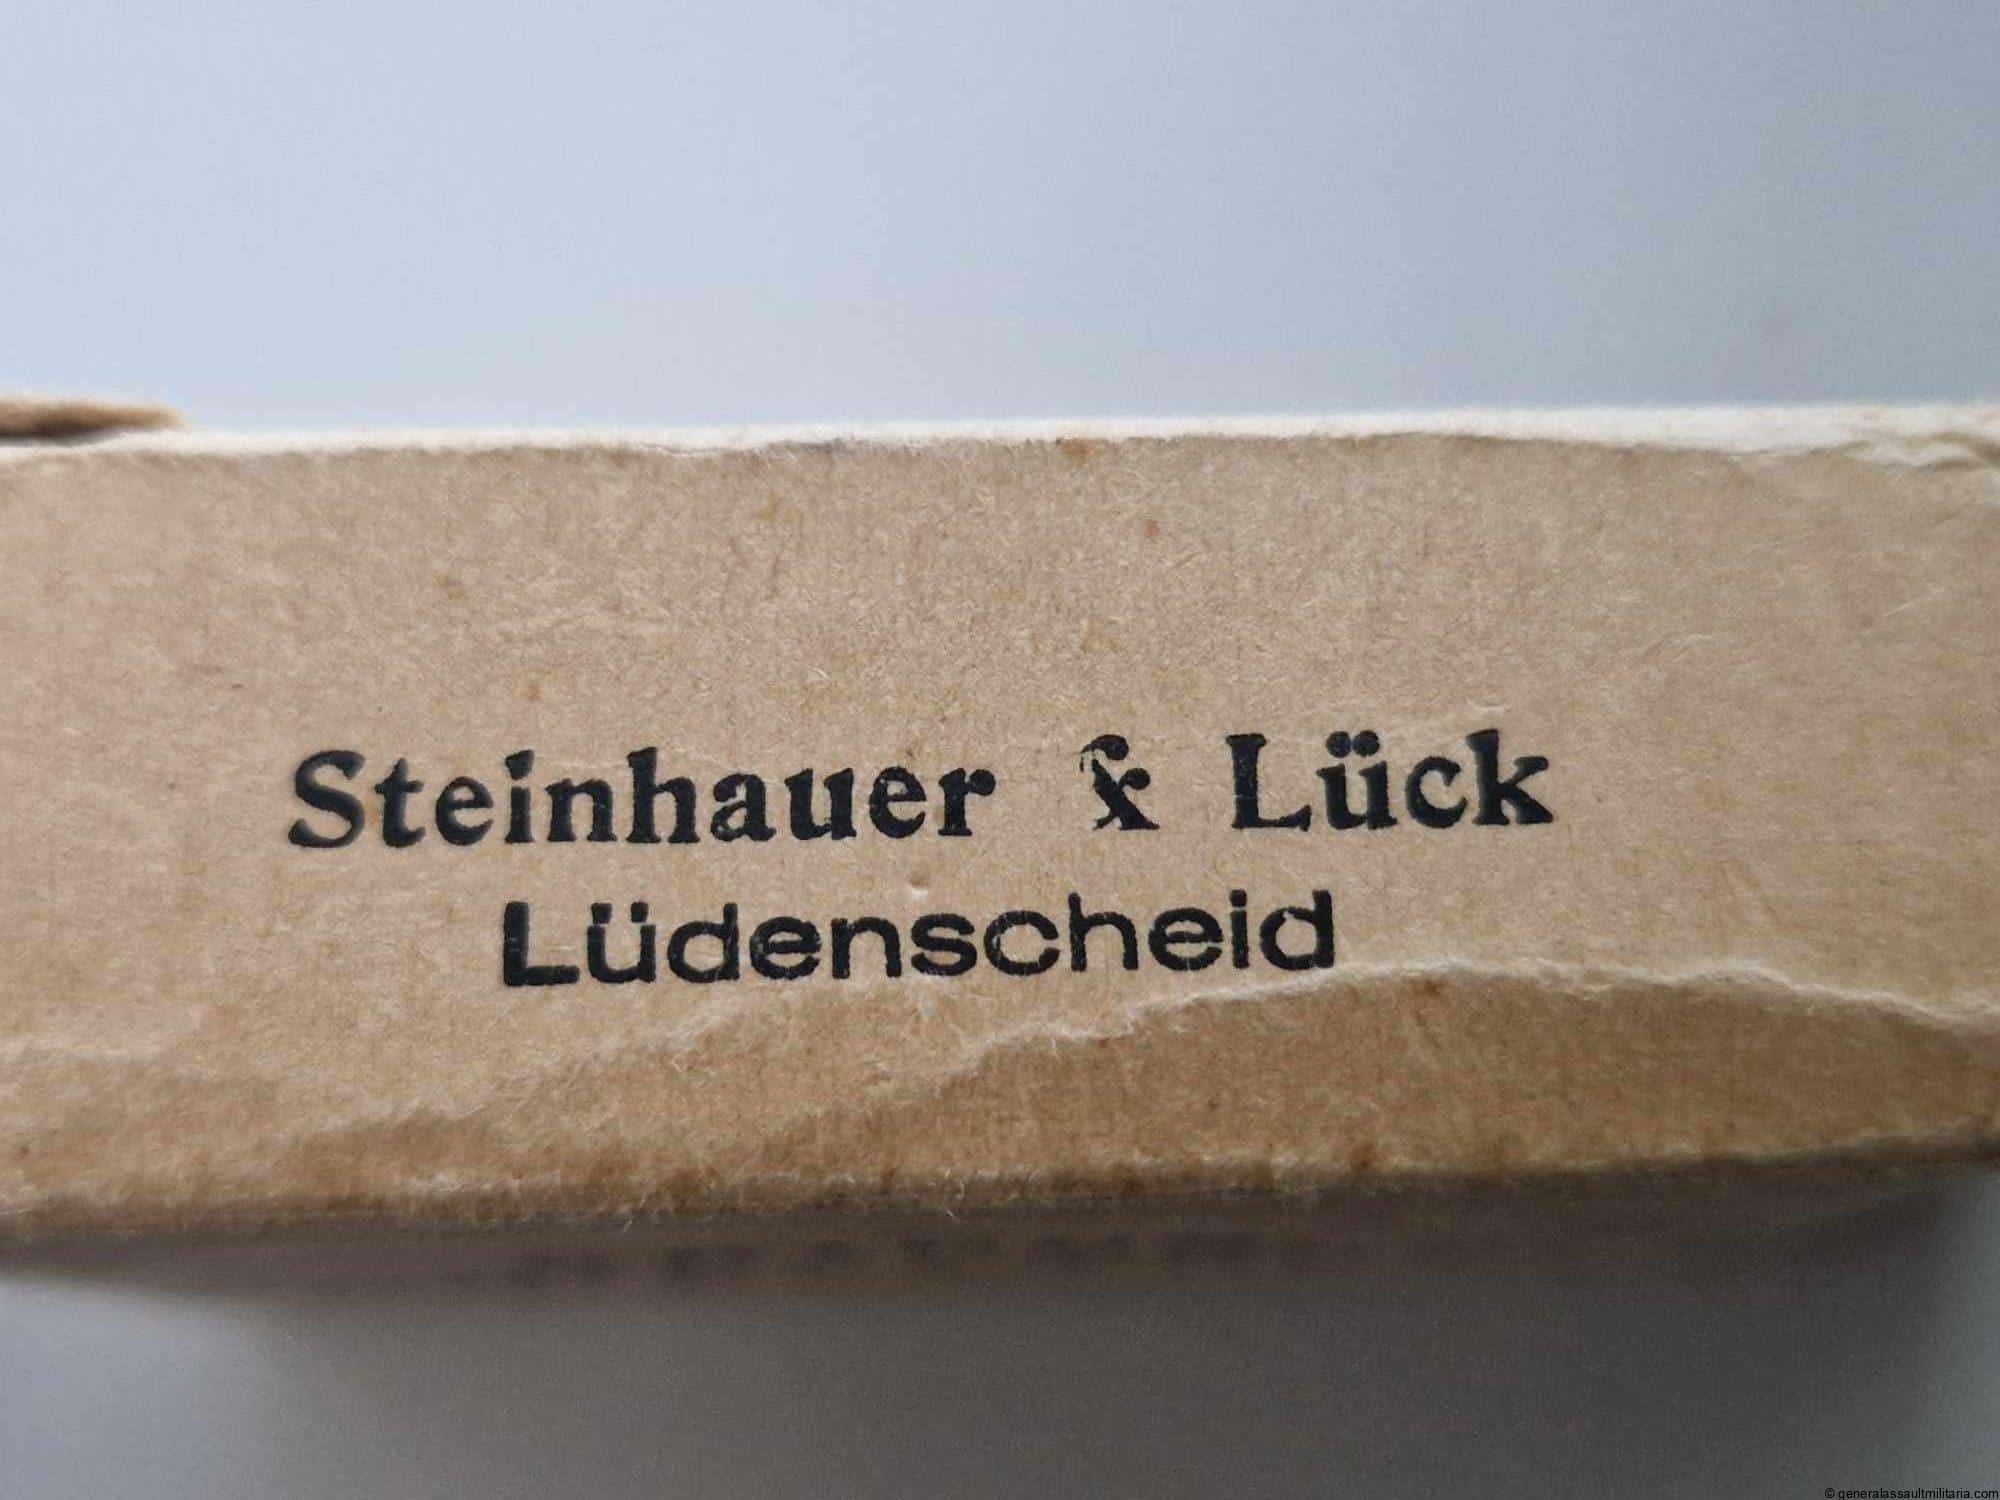 Steinhauer & Lück
Lüdenscheid
© generalassaultmilitaria.com